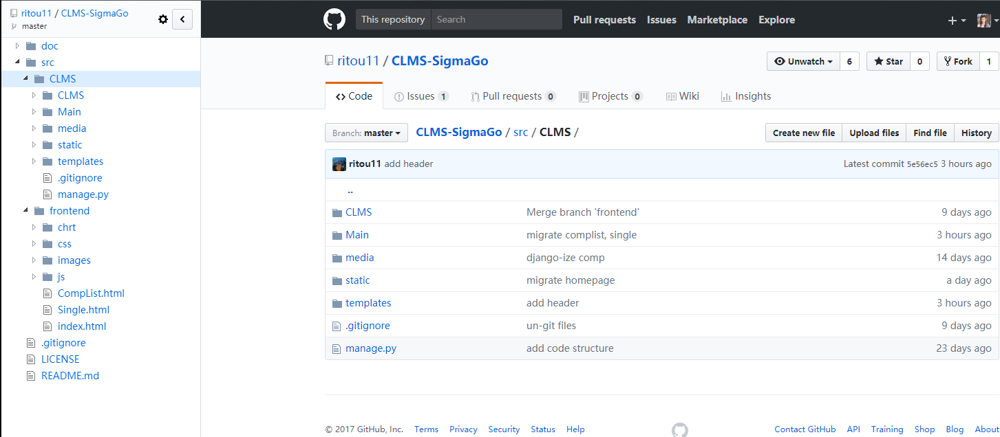 ritou11 / CLMS-SigmaGo
master
doc
src
CLMS
CLMS
Main
media
static
templates
.gitignore
manage.py
frontend
chrt
css
images
js
CompList.html
Single.html
index.html
.gitignore
LICENSE
README.md
This repository Search Pull requests Issues Marketplace Explore
ritou11 / CLMS-SigmaGo Unwatch 6 Star 0 Fork 1
Code Issues 1 Pull requests 0 Projects 0 Wiki Insights
Branch: master CLMS-SigmaGo / src / CLMS / Create new file Upload files Find file History
ritou11 add header Latest commit 5e56ec5 3 hours ago
..
CLMS Merge branch 'frontend' 9 days ago
Main migrate complist, single 3 hours ago
media django-ize comp 14 days ago
static migrate homepage a day ago
templates add header 3 hours ago
.gitignore un-git files 9 days ago
manage.py add code structure 23 days ago
© 2017 GitHub, Inc. Terms Privacy Security Status Help Contact GitHub API Training Shop Blog About